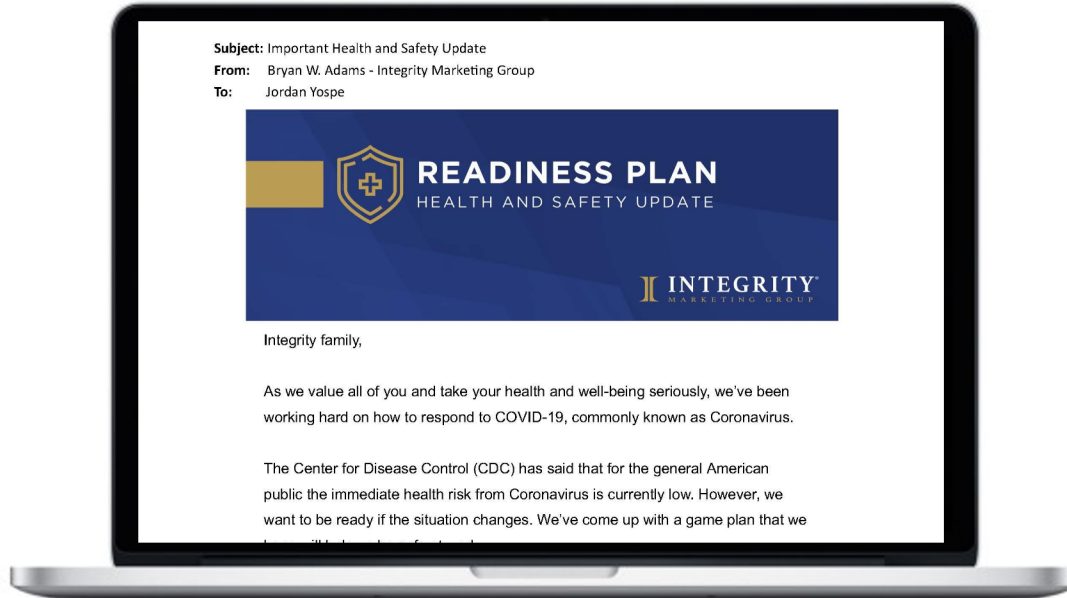 Subject: Important Health and Safety Update
From: Bryan W. Adams - Integrity Marketing Group
To: Jordan Yospe
READINESS PLAN
HEALTH AND SAFETY UPDATE
INTEGRITY®
MARKETING GROUP
Integrity family,
As we value all of you and take your health and well-being seriously, we've been
working hard on how to respond to COVID-19, commonly known as Coronavirus.
The Center for Disease Control (CDC) has said that for the general American
public the immediate health risk from Coronavirus is currently low. However, we
want to be ready if the situation changes. We've come up with a game plan that we